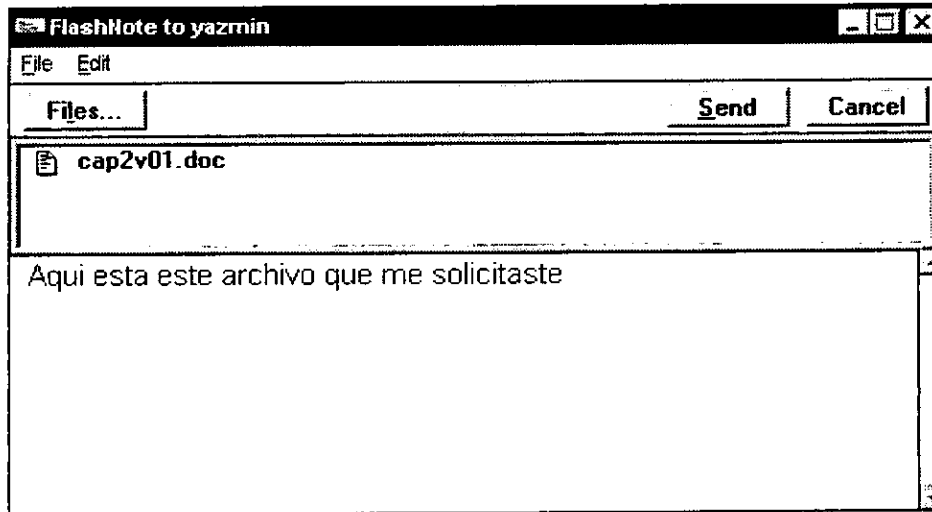 FlashNote to yazmin
File Edit
Files... Send Cancel
cap2v01.doc
Aqui esta este archivo que me solicitaste